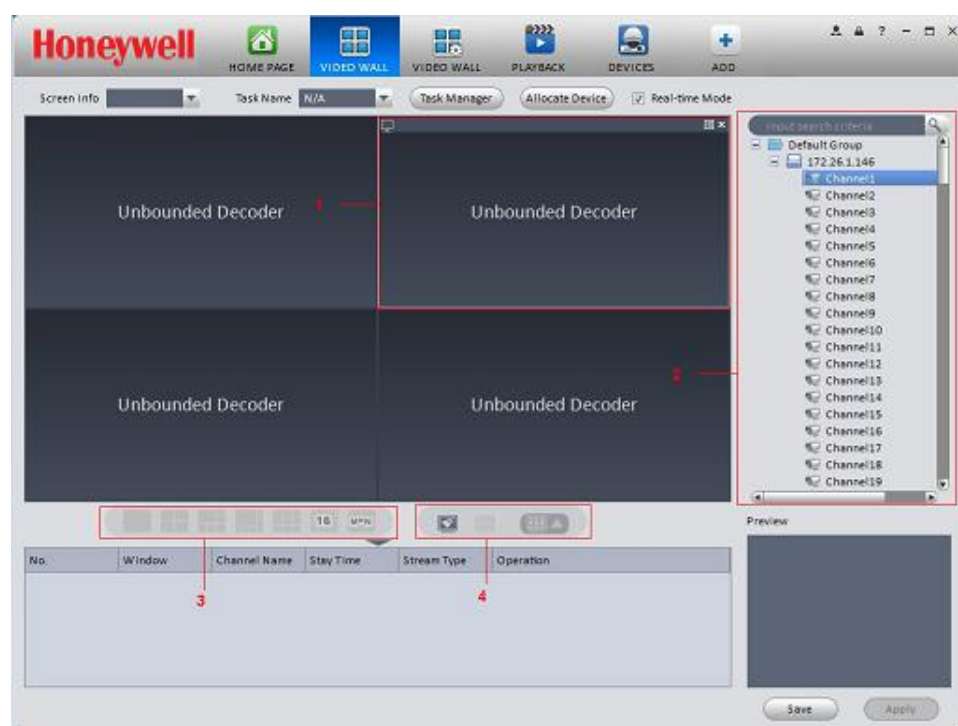 Honeywell
HOME PAGE
VIDEO WALL
VIDEO WALL
PLAYBACK
DEVICES
ADD
?
Screen Info
Task Name
N/A
Task Manager
Allocate Device
Real-time Mode
Unbounded Decoder
1
Unbounded Decoder
Unbounded Decoder
2
Unbounded Decoder
Input search criteria
Default Group
172.26.1.146
Channel1
Channel2
Channel3
Channel4
Channel5
Channel6
Channel7
Channel8
Channel9
Channel10
Channel11
Channel12
Channel13
Channel14
Channel15
Channel16
Channel17
Channel18
Channel19
16
M*N
Preview
No.
Window
Channel Name
Stay Time
Stream Type
Operation
3
4
Save
Apply